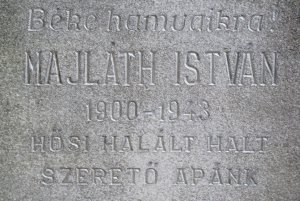 Béke hamvaikra!
MAJLÁTH ISTVÁN
1900-1943
HŐSI HALÁLT HALT
SZERETŐ APÁNK